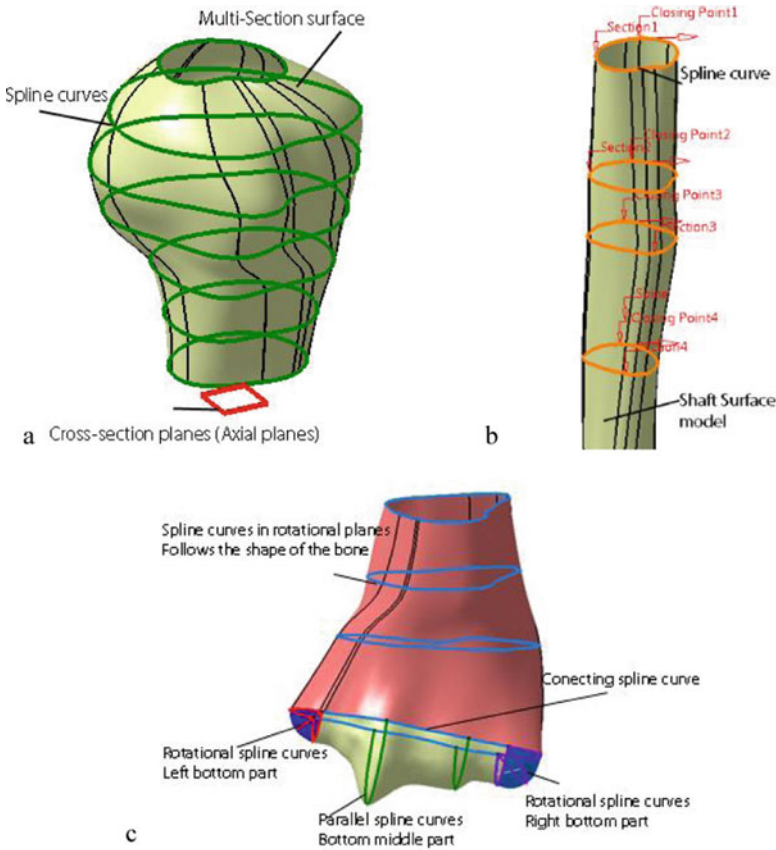 Multi-Section surface
Spline curves
Cross-section planes (Axial planes)
a
Closing Point1
Section1
Spline curve
Closing Point2
Section2
Closing Point3
Section3
Spine
Closing Point4
Shaft Surface
model
b
Spline curves in rotational planes
Follows the shape of the bone
Conecting spline curve
Rotational spline curves
Left bottom part
Parallel spline curves
Bottom middle part
Rotational spline curves
Right bottom part
c